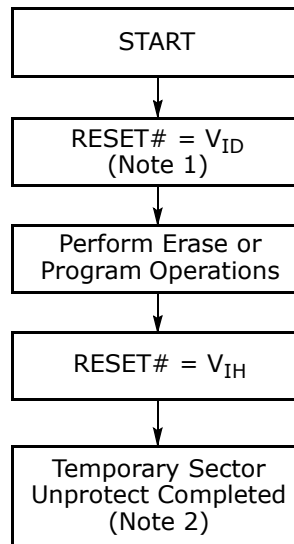 START
RESET# = VID
(Note 1)
Perform Erase or
Program Operations
RESET# = VIH
Temporary Sector
Unprotect Completed
(Note 2)